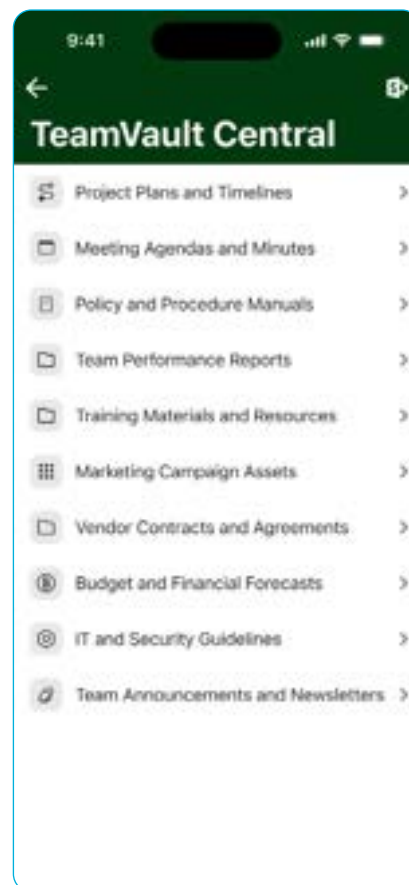 9:41
TeamVault Central
Project Plans and Timelines
Meeting Agendas and Minutes
Policy and Procedure Manuals
Team Performance Reports
Training Materials and Resources
Marketing Campaign Assets
Vendor Contracts and Agreements
Budget and Financial Forecasts
IT and Security Guidelines
Team Announcements and Newsletters